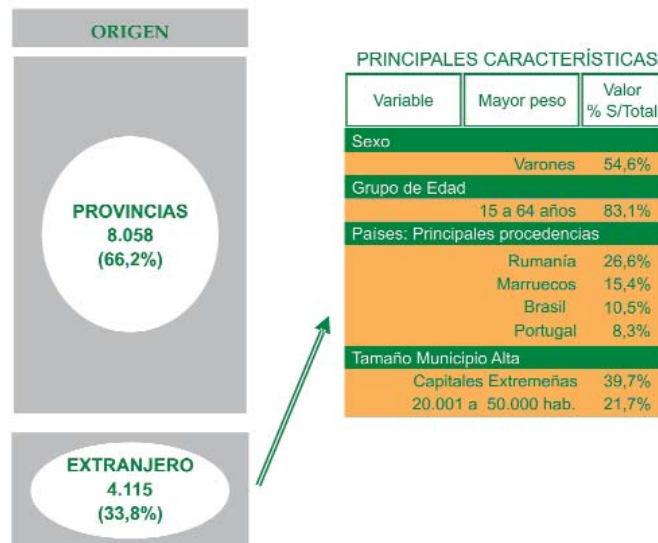 ORIGEN
PROVINCIAS
8.058
(66,2%)
EXTRANJERO
4.115
(33,8%)
PRINCIPALES CARACTERÍSTICAS
Variable Mayor peso Valor % S/Total
Sexo
Varones 54,6%
Grupo de Edad
15 a 64 años 83,1%
Países: Principales procedencias
Rumanía 26,6%
Marruecos 15,4%
Brasil 10,5%
Portugal 8,3%
Tamaño Municipio Alta
Capitales Extremeñas 39,7%
20.001 a 50.000 hab. 21,7%